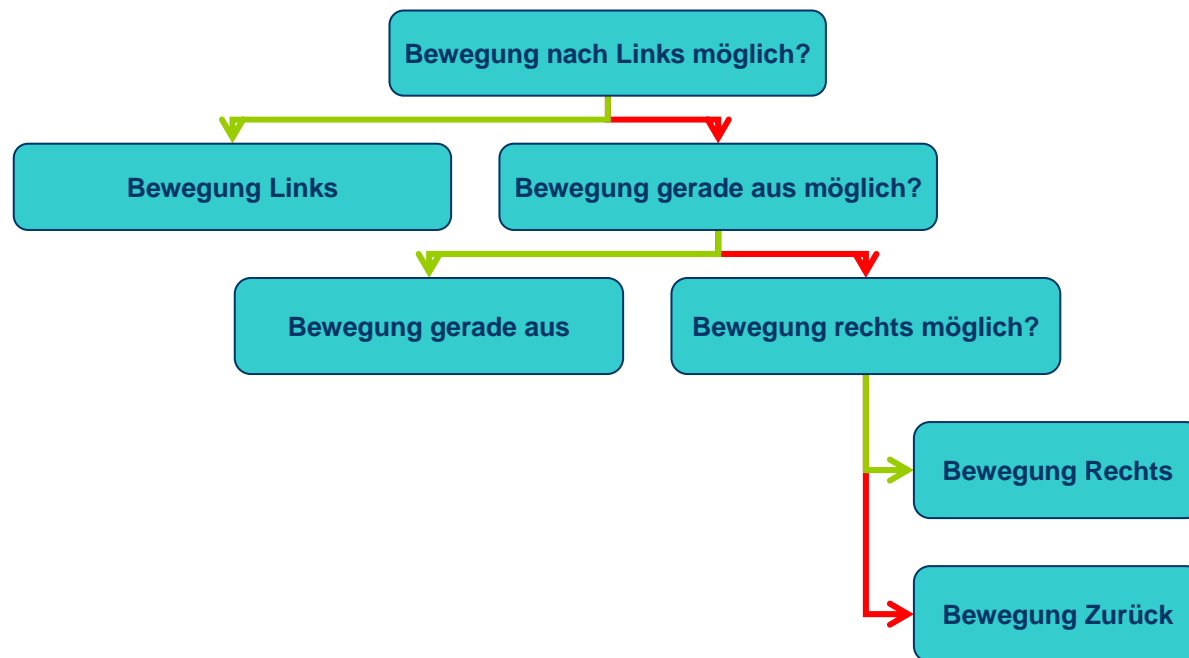 Bewegung nach Links möglich?
Bewegung Links
Bewegung gerade aus möglich?
Bewegung gerade aus
Bewegung rechts möglich?
Bewegung Rechts
Bewegung Zurück